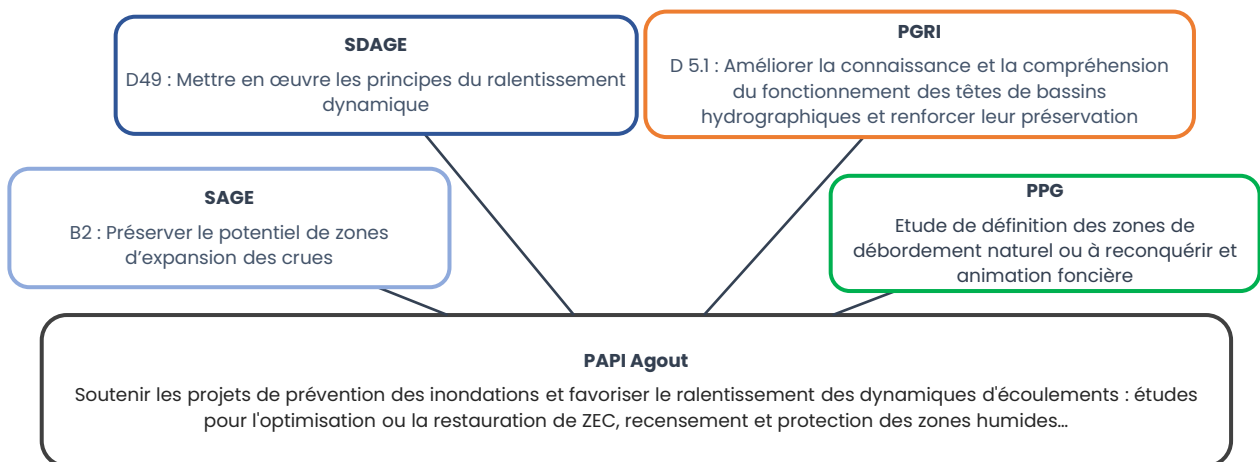 SDAGE
D49 : Mettre en œuvre les principes du ralentissement
dynamique
PGRI
D 5.1 : Améliorer la connaissance et la compréhension
du fonctionnement des têtes de bassins
hydrographiques et renforcer leur préservation
SAGE
B2 : Préserver le potentiel de zones
d’expansion des crues
PPG
Etude de définition des zones de
débordement naturel ou à reconquérir et
animation foncière
PAPI Agout
Soutenir les projets de prévention des inondations et favoriser le ralentissement des dynamiques d'écoulements : études
pour l'optimisation ou la restauration de ZEC, recensement et protection des zones humides…